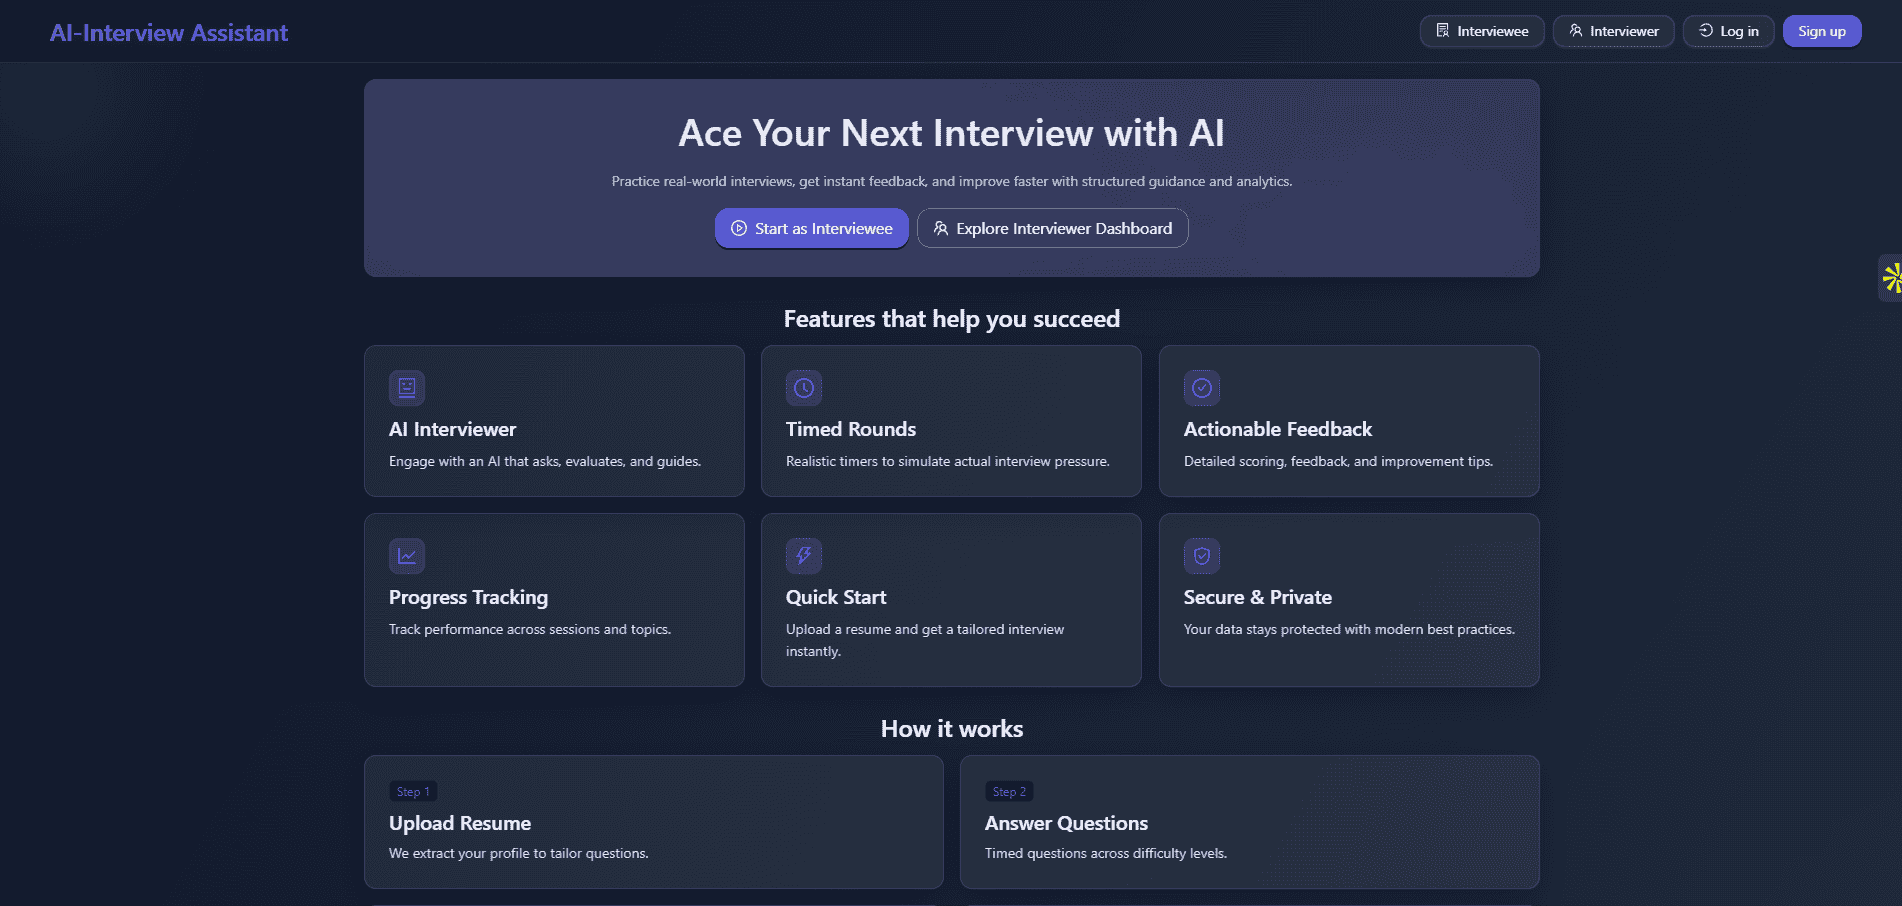 AI-Interview Assistant
Interviewee
Interviewer
Log in
Sign up
Ace Your Next Interview with AI
Practice real-world interviews, get instant feedback, and improve faster with structured guidance and analytics.
Start as Interviewee
Explore Interviewer Dashboard
Features that help you succeed
AI Interviewer
Engage with an AI that asks, evaluates, and guides.
Timed Rounds
Realistic timers to simulate actual interview pressure.
Actionable Feedback
Detailed scoring, feedback, and improvement tips.
Progress Tracking
Track performance across sessions and topics.
Quick Start
Upload a resume and get a tailored interview
instantly.
Secure & Private
Your data stays protected with modern best practices.
How it works
Step 1
Upload Resume
We extract your profile to tailor questions.
Step 2
Answer Questions
Timed questions across difficulty levels.